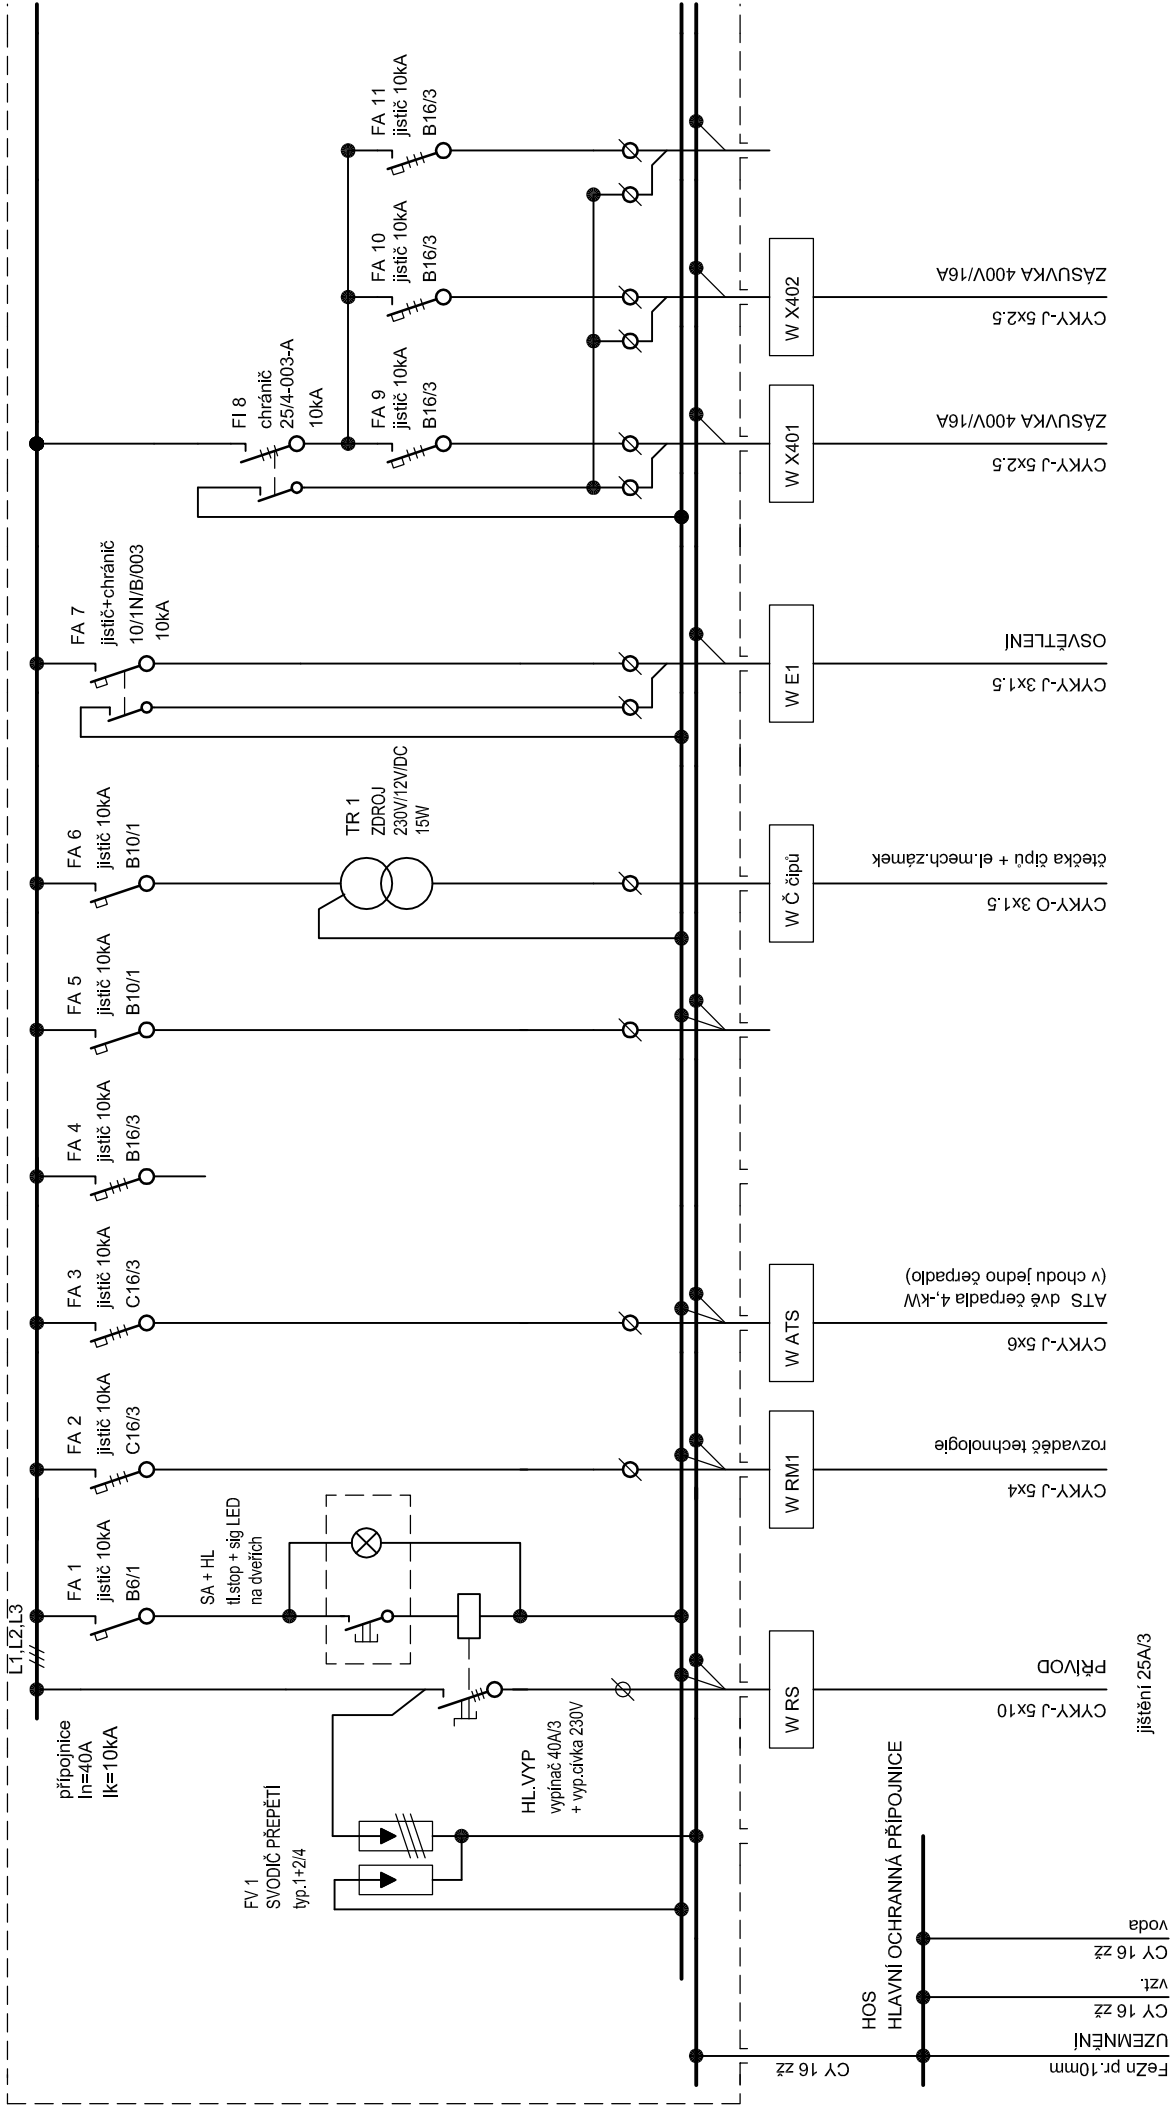 L1,L2,L3
přípojnice
In=40A
Ik=10kA
FV 1
SVODIČ PŘEPĚTÍ
typ.1+2/4
HL.VYP
vypínač 40A/3
+ vyp.cívka 230V
FA 1
jistič 10kA
B6/1
SA + HL
tl.stop + sig LED
na dveřích
FA 2
jistič 10kA
C16/3
FA 3
jistič 10kA
C16/3
FA 4
jistič 10kA
B16/3
FA 5
jistič 10kA
B10/1
FA 6
jistič 10kA
B10/1
TR 1
ZDROJ
230V/12V/DC
15W
FA 7
jistič+chránič
10/1N/B/003
10kA
FI 8
chránič
25/4-003-A
10kA
FA 9
jistič 10kA
B16/3
FA 10
jistič 10kA
B16/3
FA 11
jistič 10kA
B16/3
W RS
W RM1
W ATS
W Č čipů
W E1
W X401
W X402
CY 16 zž
HOS
HLAVNÍ OCHRANNÁ PŘÍPOJNICE
FeZn pr.10mm
UZEMNĚNÍ
CY 16 zž
vzt.
CY 16 zž
voda
CYKY-J 5x10
PŘÍVOD
jištění 25A/3
CYKY-J 5x4
rozvaděč technologie
CYKY-J 5x6
ATS dvě čerpadla 4,-kW
(v chodu jedno čerpadlo)
CYKY-O 3x1.5
čtečka čipů + el.mech.zámek
CYKY-J 3x1.5
OSVĚTLENÍ
CYKY-J 5x2.5
ZÁSUVKA 400V/16A
CYKY-J 5x2.5
ZÁSUVKA 400V/16A